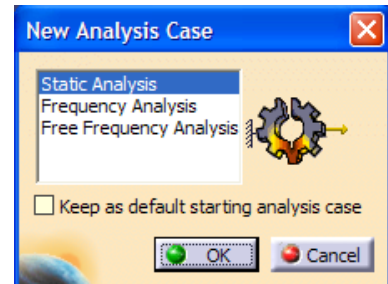 New Analysis Case
Static Analysis
Frequency Analysis
Free Frequency Analysis
Keep as default starting analysis case
OK
Cancel